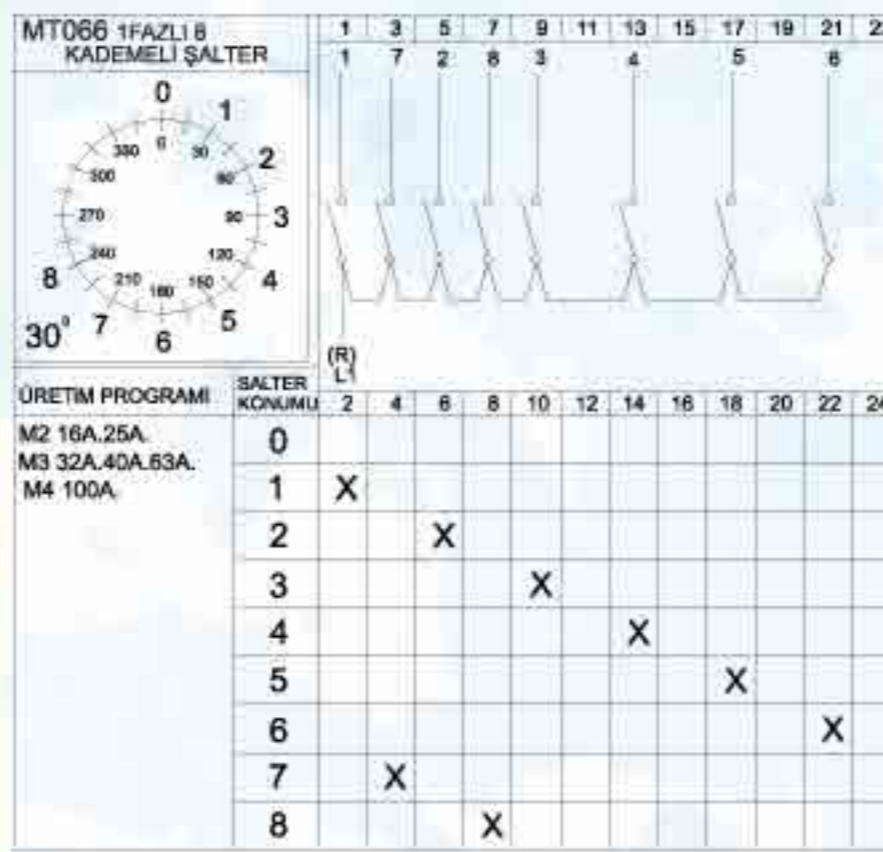 MT066 1FAZLI 8
KADEMELİ ŞALTER
1 3 5 7 9 11 13 15 17 19 21
1 7 2 8 3 4 5 6
0
1
2
3
4
5
6
7
8
0
30
60
90
120
150
180
210
240
270
300
330
30°
(R)
L1
ÜRETİM PROGRAMI
SALTER
KONUMU
2 4 6 8 10 12 14 16 18 20 22 24
M2 16A.25A.
M3 32A.40A.63A.
M4 100A.
0
1 X
2 X
3 X
4 X
5 X
6 X
7 X
8 X